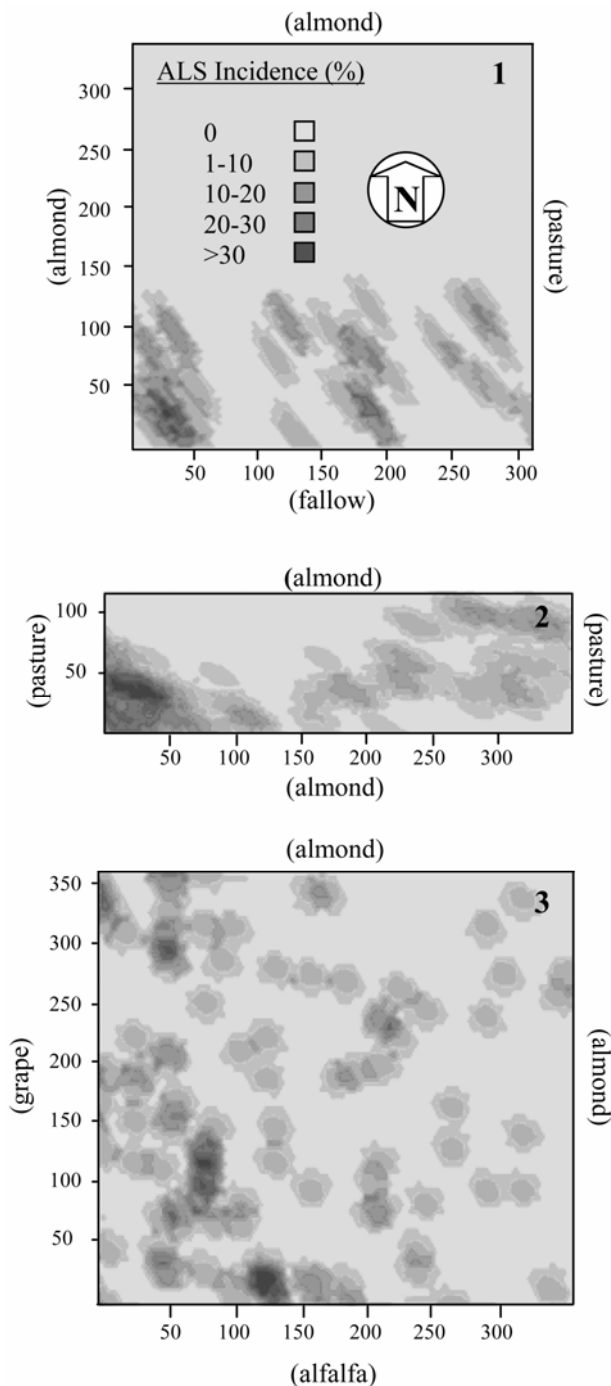 (almond)
ALS Incidence (%)
1
0
1-10
10-20
20-30
>30
N
300
250
200
150
100
50
(almond)
(pasture)
50 100 150 200 250 300
(fallow)
(almond)
2
100
50
(pasture)
(pasture)
50 100 150 200 250 300
(almond)
(almond)
3
350
300
250
200
150
100
50
(grape)
(almond)
50 100 150 200 250 300
(alfalfa)